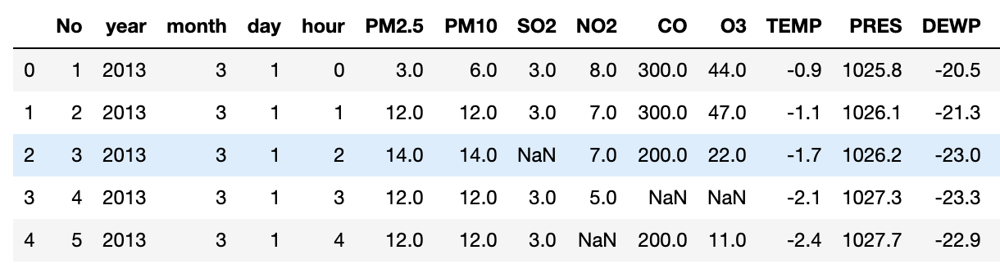 No year month day hour PM2.5 PM10 SO2 NO2 CO O3 TEMP PRES DEWP
0 1 2013 3 1 0 3.0 6.0 3.0 8.0 300.0 44.0 -0.9 1025.8 -20.5
1 2 2013 3 1 1 12.0 12.0 3.0 7.0 300.0 47.0 -1.1 1026.1 -21.3
2 3 2013 3 1 2 14.0 14.0 NaN 7.0 200.0 22.0 -1.7 1026.2 -23.0
3 4 2013 3 1 3 12.0 12.0 3.0 5.0 NaN NaN -2.1 1027.3 -23.3
4 5 2013 3 1 4 12.0 12.0 3.0 NaN 200.0 11.0 -2.4 1027.7 -22.9